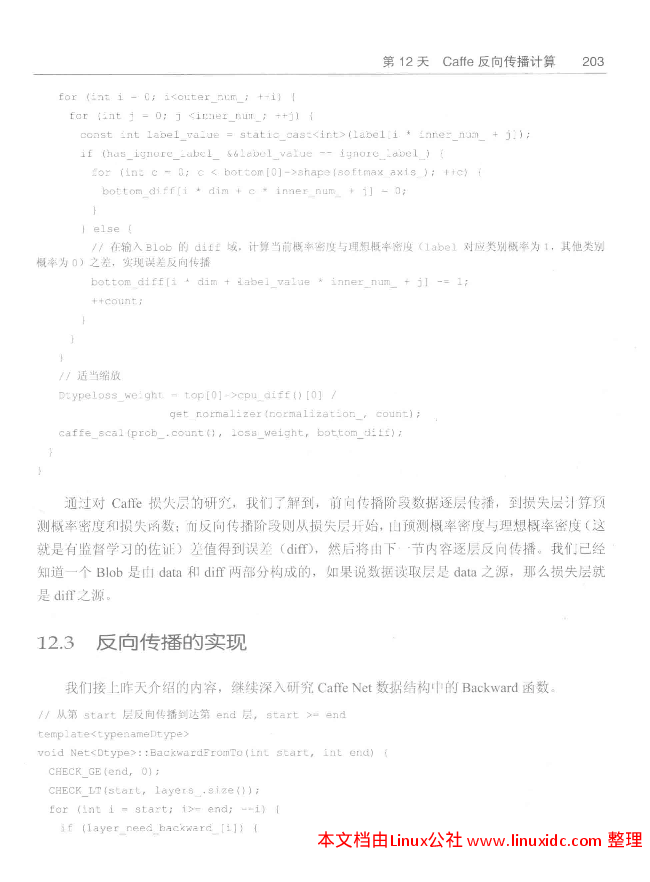 第 12 天 Caffe 反向传播计算 203
for (int i = 0; i<outer_num_; ++i) {
for (int j = 0; j <inner_num_; ++j) {
const int label_value = static_cast<int>(label[i * inner_num_ + j]);
if (has_ignore_label_ &&label_value == ignore_label_) {
for (int c = 0; c < bottom[0]->shape(softmax_axis_); ++c) {
bottom_diff[i * dim + c * inner_num_ + j] = 0;
}
} else {
// 在输入 Blob 的 diff 域，计算当前概率密度与理想概率密度（label 对应类别概率为 1，其他类别
概率为 0）之差，实现误差反向传播
bottom_diff[i * dim + label_value * inner_num_ + j] -= 1;
++count;
}
}
}
// 适当缩放
Dtypeloss_weight = top[0]->cpu_diff()[0] /
get_normalizer(normalization_, count);
caffe_scal(prob_.count(), loss_weight, bottom_diff);
}
}
通过对 Caffe 损失层的研究，我们了解到，前向传播阶段数据逐层传播，到损失层计算预
测概率密度和损失函数；而反向传播阶段则从损失层开始，由预测概率密度与理想概率密度（这
就是有监督学习的佐证）差值得到误差（diff），然后将由下一节内容逐层反向传播。我们已经
知道一个 Blob 是由 data 和 diff 两部分构成的，如果说数据读取层是 data 之源，那么损失层就
是 diff 之源。
12.3 反向传播的实现
我们接上昨天介绍的内容，继续深入研究 Caffe Net 数据结构中的 Backward 函数。
// 从第 start 层反向传播到达第 end 层，start >= end
template<typenameDtype>
void Net<Dtype>::BackwardFromTo(int start, int end) {
CHECK_GE(end, 0);
CHECK_LT(start, layers_.size());
for (int i = start; i>= end; --i) {
if (layer_need_backward_[i]) {
本文档由Linux公社 www.linuxidc.com 整理